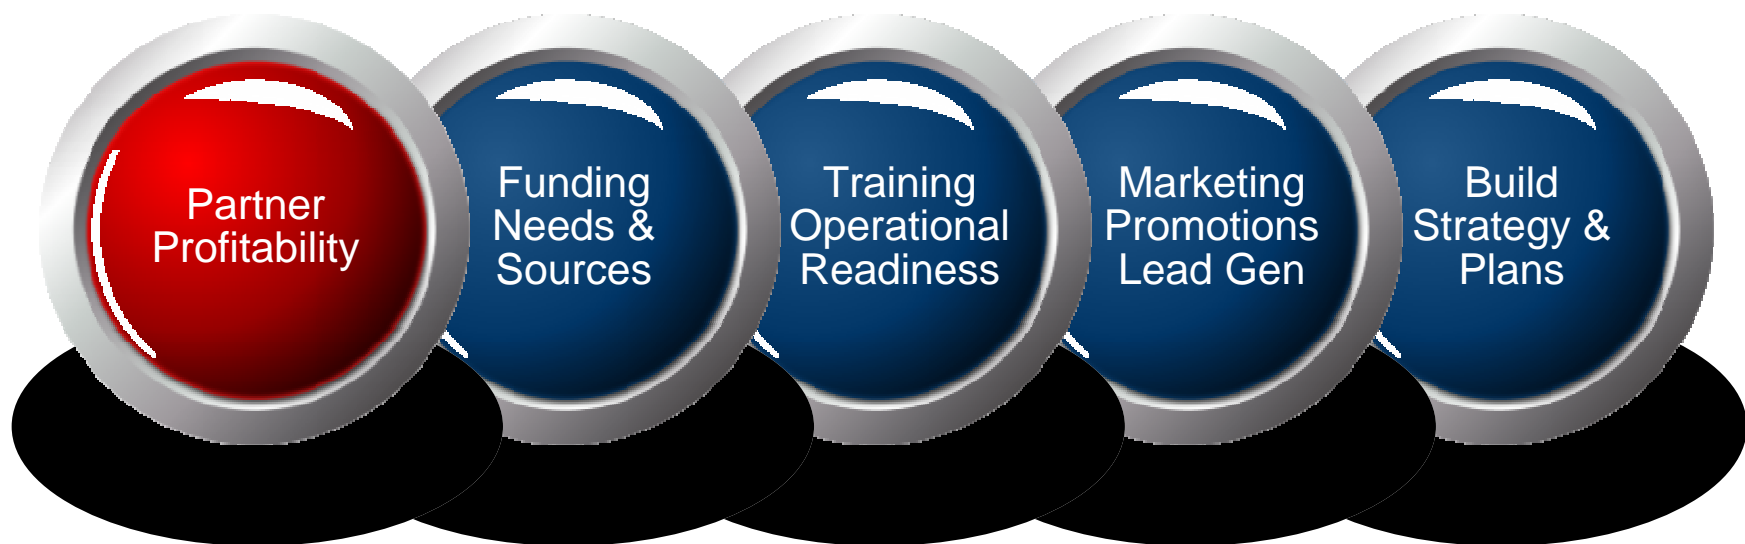 Partner
Profitability
Funding
Needs &
Sources
Training
Operational
Readiness
Marketing
Promotions
Lead Gen
Build
Strategy &
Plans